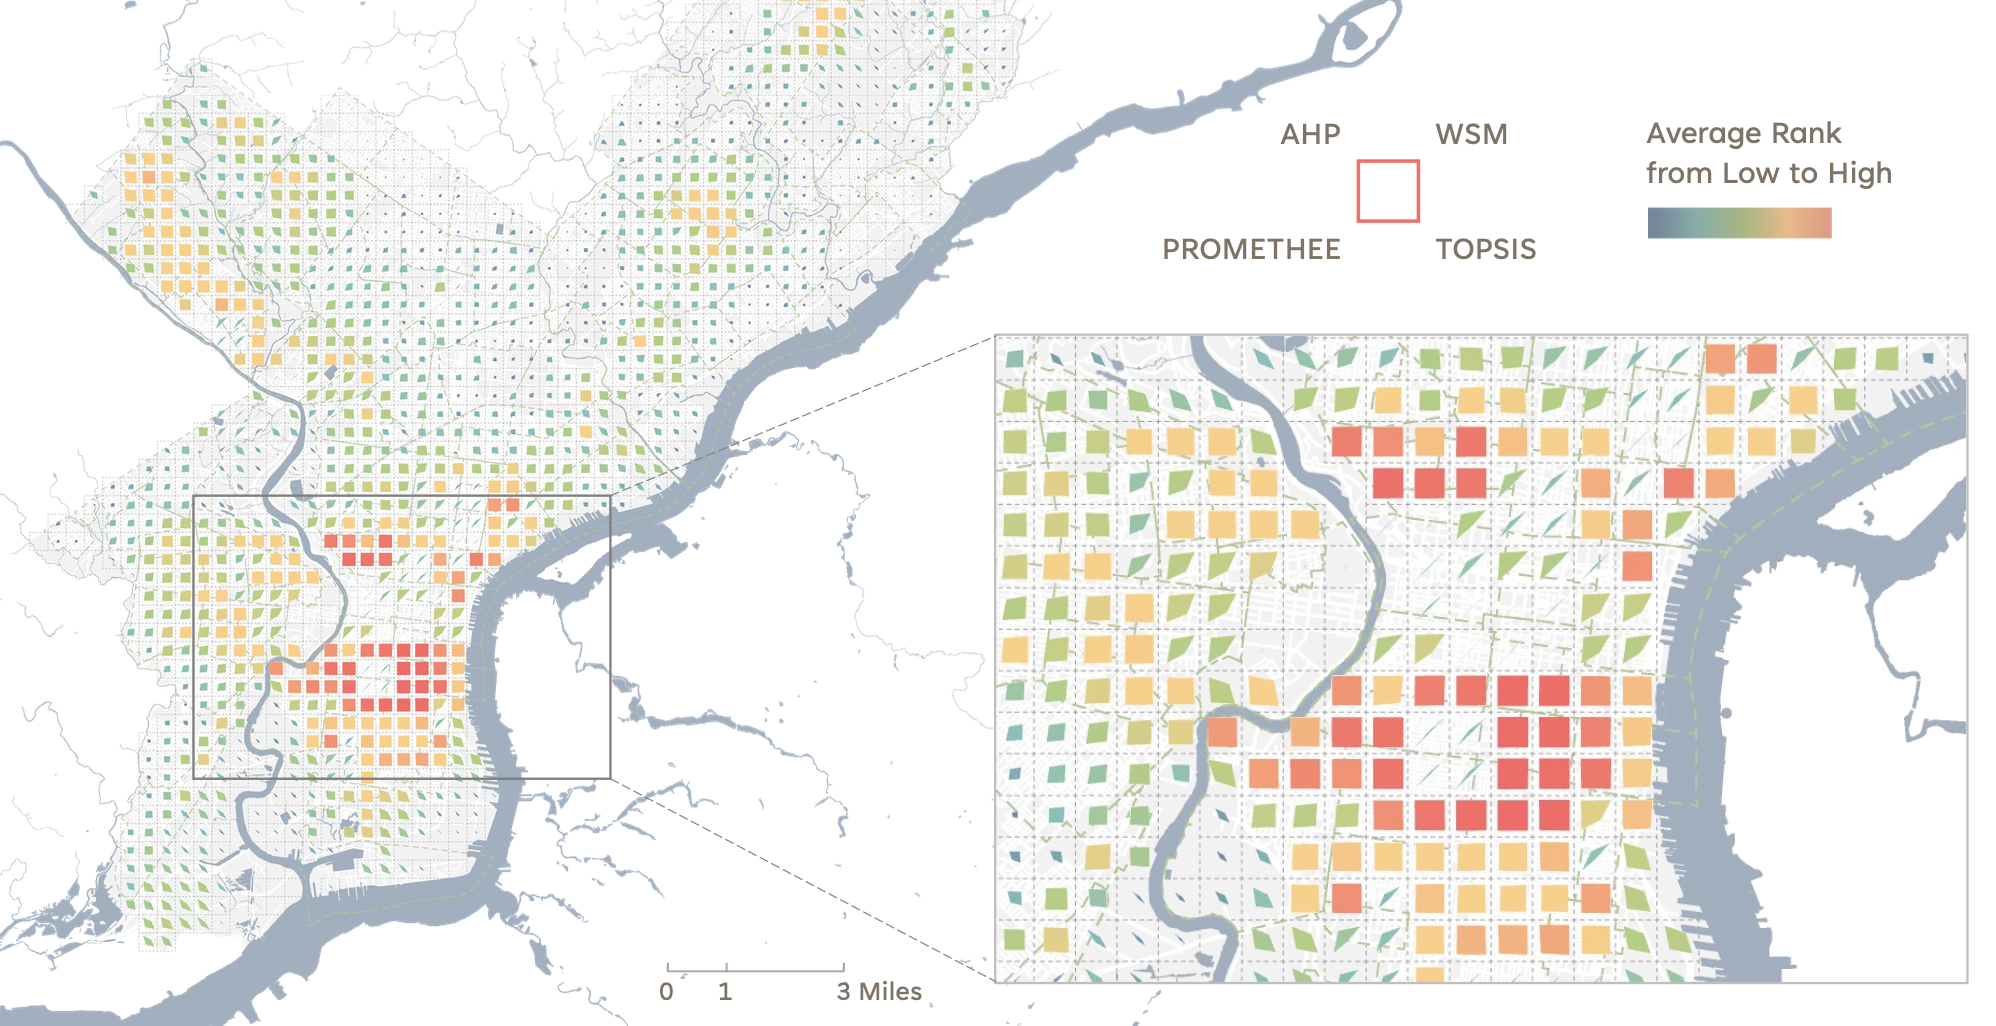 AHP
WSM
PROMETHEE
TOPSIS
Average Rank
from Low to High
0
1
3 Miles